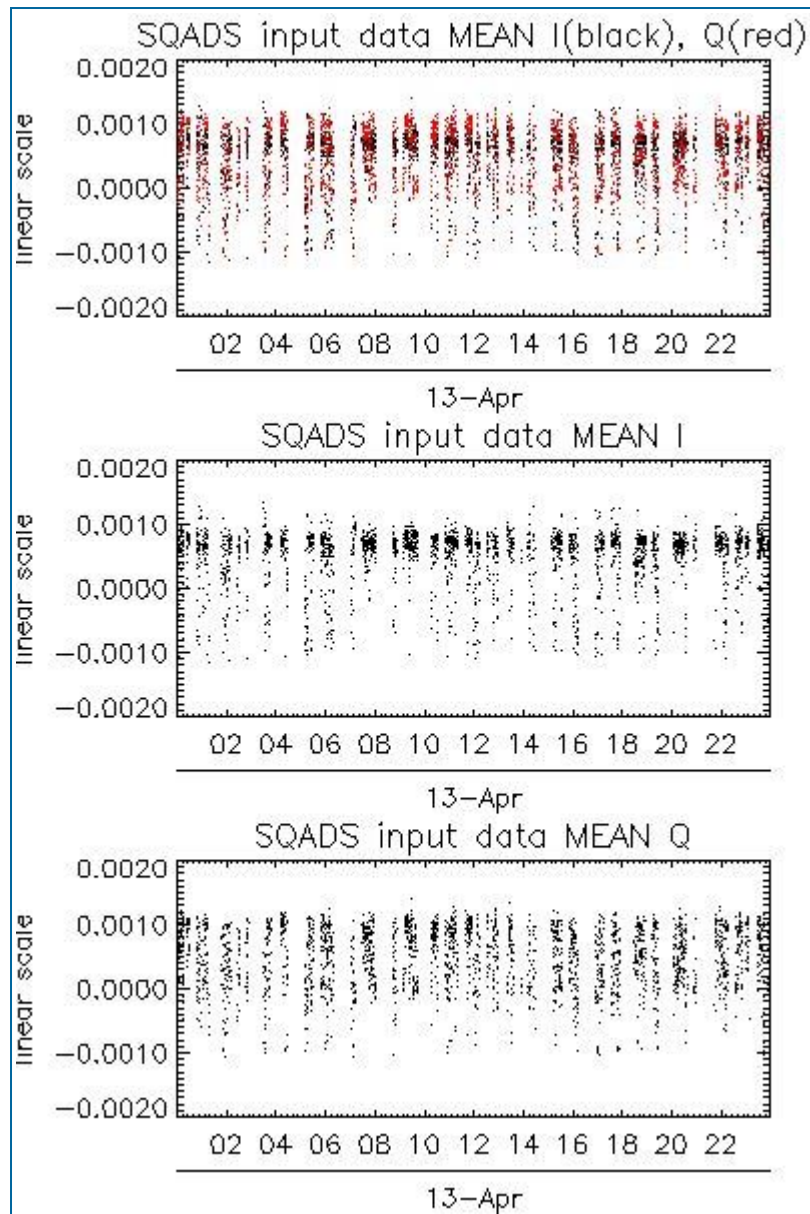 SQADS input data MEAN I(black), Q(red)
0.0020
0.0010
0.0000
−0.0010
−0.0020
linear scale
02 04 06 08 10 12 14 16 18 20 22
13−Apr
SQADS input data MEAN I
0.0020
0.0010
0.0000
−0.0010
−0.0020
linear scale
02 04 06 08 10 12 14 16 18 20 22
13−Apr
SQADS input data MEAN Q
0.0020
0.0010
0.0000
−0.0010
−0.0020
linear scale
02 04 06 08 10 12 14 16 18 20 22
13−Apr